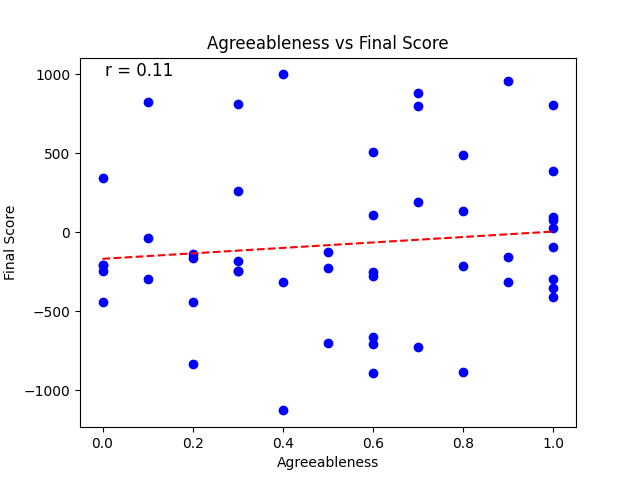 Agreeableness vs Final Score
r = 0.11
1000
500
0
−500
−1000
Final Score
0.0 0.2 0.4 0.6 0.8 1.0
Agreeableness